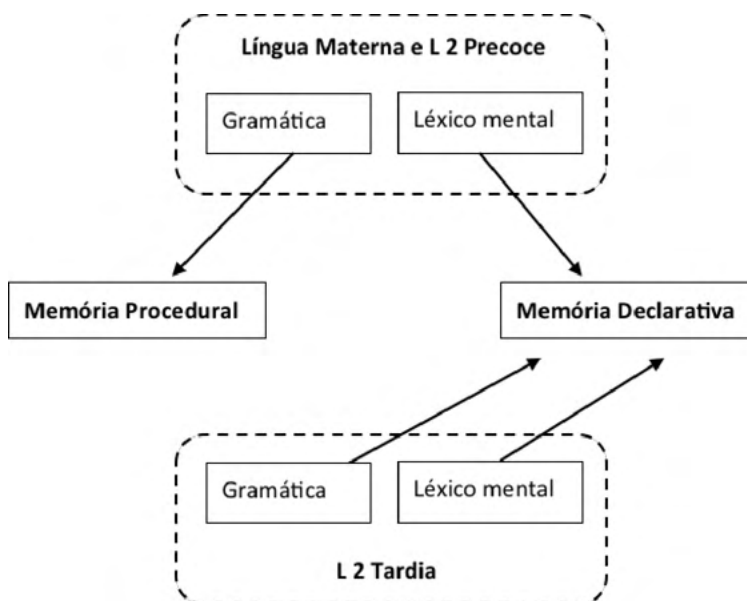 Língua Materna e L 2 Precoce
Gramática
Léxico mental
Memória Procedural
Memória Declarativa
Gramática
Léxico mental
L 2 Tardia